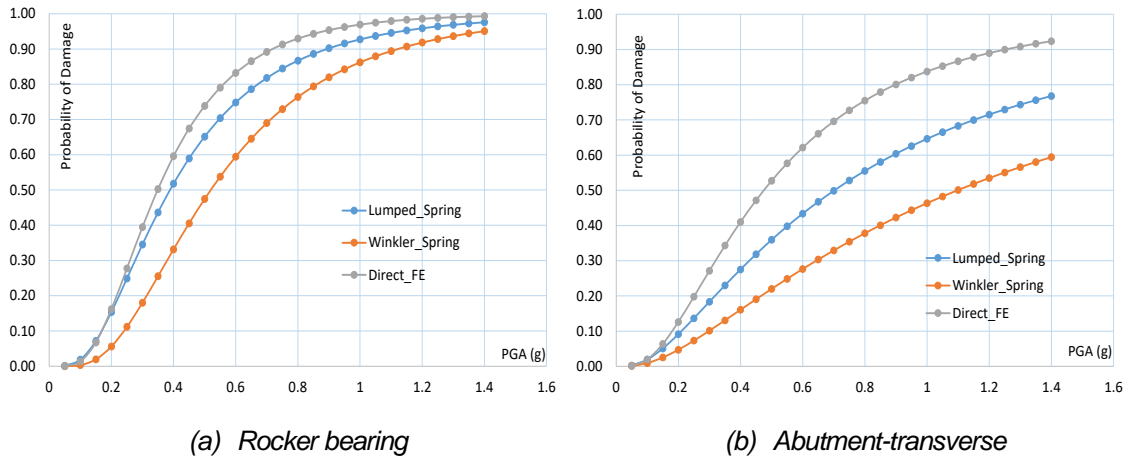 1.00
0.90
0.80
0.70
0.60
0.50
0.40
0.30
0.20
0.10
0.00
Probability of Damage
Lumped_Spring
Winkler_Spring
Direct_FE
PGA (g)
0 0.2 0.4 0.6 0.8 1 1.2 1.4 1.6
(a) Rocker bearing
1.00
0.90
0.80
0.70
0.60
0.50
0.40
0.30
0.20
0.10
0.00
Probability of Damage
Lumped_Spring
Winkler_Spring
Direct_FE
PGA (g)
0 0.2 0.4 0.6 0.8 1 1.2 1.4 1.6
(b) Abutment-transverse